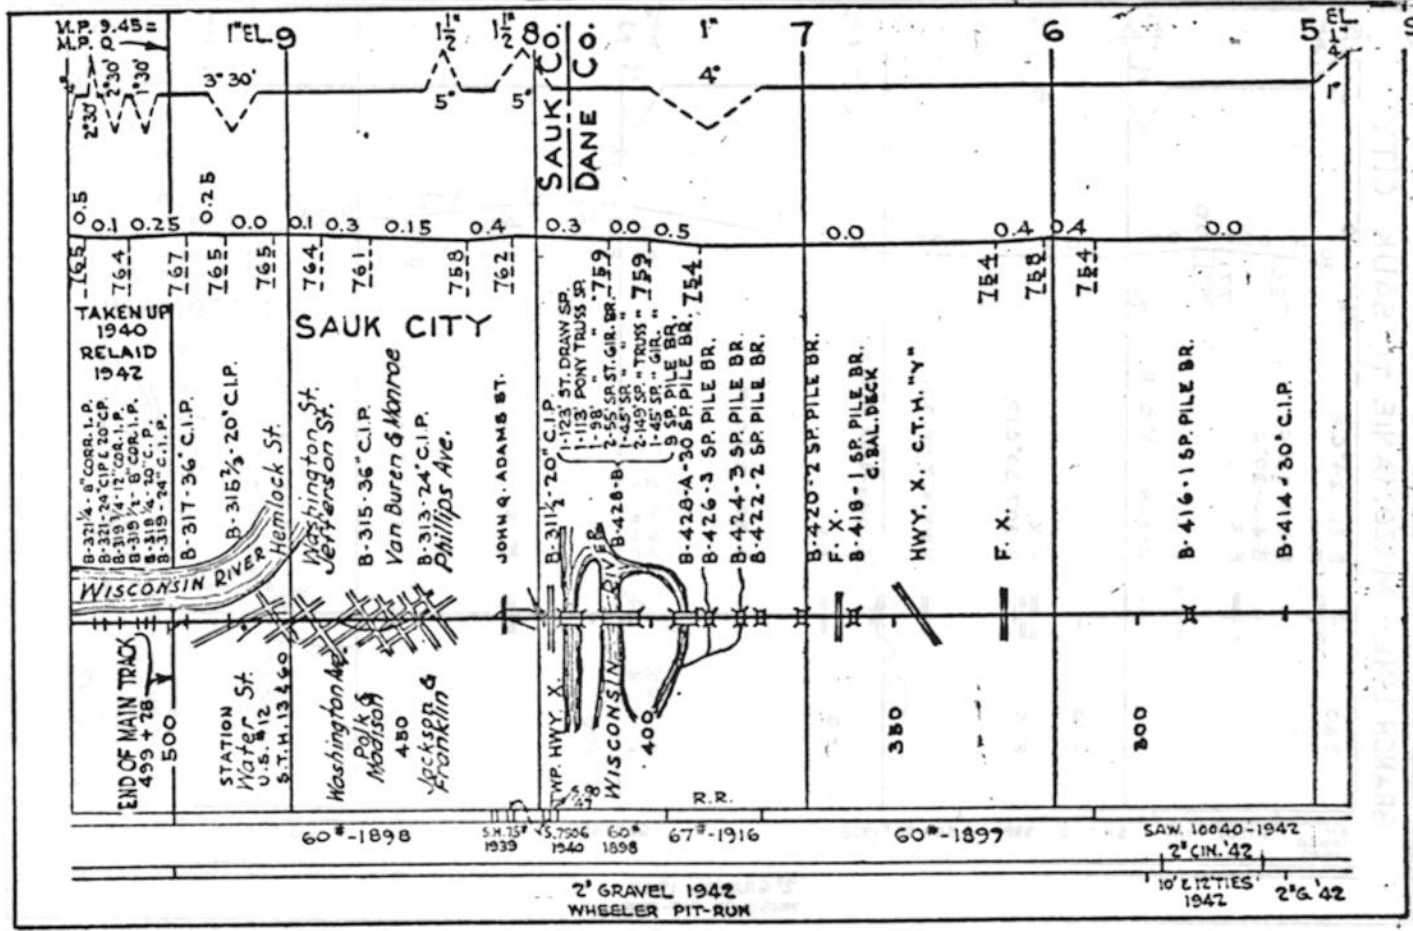 M.P. 9.45 =
M.P. 0
1" EL.
9
1½"
1½"
8
SAUK CO.
DANE CO.
1"
7
6
5
EL.
1"
2°30'
2°30'
1°30'
3°30'
5°
5°
4°
1°
0.5
0.1
0.25
0.25
0.0
0.1
0.3
0.15
0.4
0.3
0.0
0.5
0.0
0.4
0.4
0.0
765
764
767
765
765
764
761
758
762
759
759
754
754
758
754
TAKEN UP
1940
RELAID
1942
SAUK CITY
B-321¼-8" CORR. I.P.
B-321-24" CIP & 20" CP.
B-319¾-12" COR. I.P.
B-319½-8" COR. I.P.
B-319¼-20" C.P.
B-319-24" C.I.P.
B-317-36" C.I.P.
B-315⅔-20" C.I.P.
Hemlock St.
Washington St.
Jefferson St.
B-315-36" C.I.P.
Van Buren & Monroe
B-313-24" C.I.P.
Phillips Ave.
JOHN Q. ADAMS ST.
B-311½-20" C.I.P.
1-123' ST. DRAW SP.
1-113' PONY TRUSS SP.
1-98' " " "
2-55' SP. ST. GIR. BR.
1-45' SP. " " "
2-149' SP. " TRUSS "
1-45' SP. " GIR. "
9 SP. PILE BR.
B-428-B
B-428-A-30 SP. PILE BR.
B-426-3 SP. PILE BR.
B-424-3 SP. PILE BR.
B-422-2 SP. PILE BR.
B-420-2 SP. PILE BR.
F. X.
B-418-1 SP. PILE BR.
C. BAL. DECK
HWY. X. C.T.H. "Y"
F. X.
B-416-1 SP. PILE BR.
B-414-30" C.I.P.
WISCONSIN RIVER
WISCONSIN RIVER
END OF MAIN TRACK
499 + 28
500
STATION
Water St.
U.S. #12
S.T.H. 13 & 60
Washington Ave.
Polk &
Madison
450
Jackson &
Franklin
TWP. HWY. X.
400
350
300
R.R.
60#-1898
S.H. 75#
1939
1940
60#
1898
67#-1916
60#-1897
S.A.W. 10040-1942
2" CIN. '42
2" GRAVEL 1942
WHEELER PIT-RUN
10' & 12' TIES
1942
2" G. '42